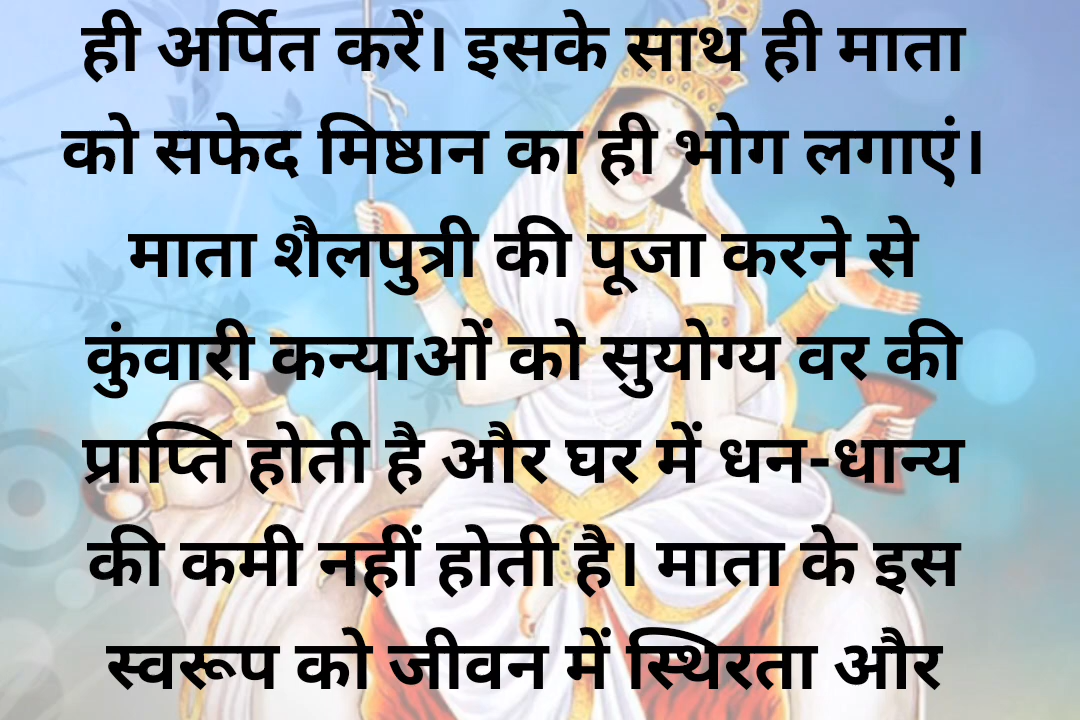 ही अर्पित करें। इसके साथ ही माता
को सफेद मिष्ठान का ही भोग लगाएं।
माता शैलपुत्री की पूजा करने से
कुंवारी कन्याओं को सुयोग्य वर की
प्राप्ति होती है और घर में धन-धान्य
की कमी नहीं होती है। माता के इस
स्वरूप को जीवन में स्थिरता और